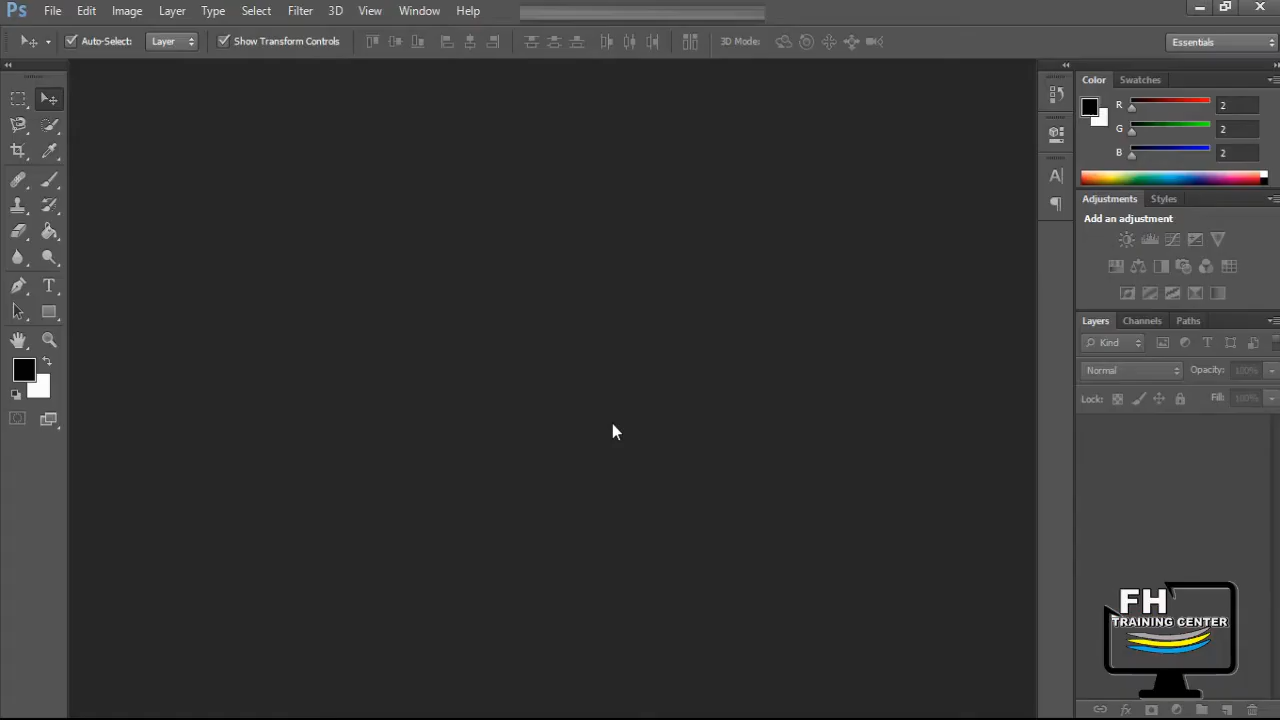 Ps File Edit Image Layer Type Select Filter 3D View Window Help
Auto-Select: Layer Show Transform Controls 3D Mode: Essentials
Color Swatches
R 2
G 2
B 2
Adjustments Styles
Add an adjustment
Layers Channels Paths
Kind
Normal Opacity: 100%
Lock: Fill: 100%
FH
TRAINING CENTER